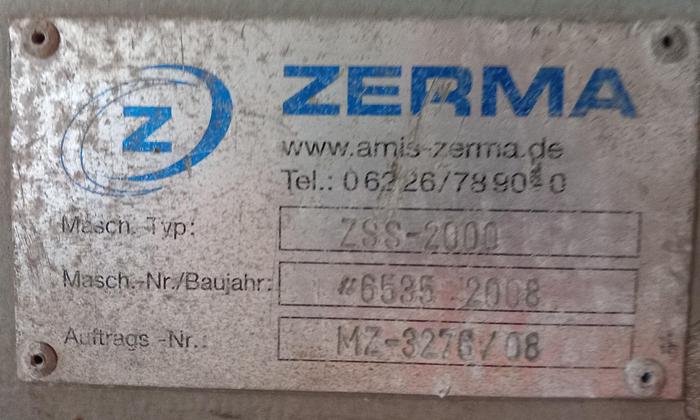 Z ZERMA
www.amis-zerma.de
Tel.: 06226/7890-0
Masch. Typ: ZSS-2000
Masch.-Nr./Baujahr: #6535 2008
Auftrags -Nr.: MZ-3276/08